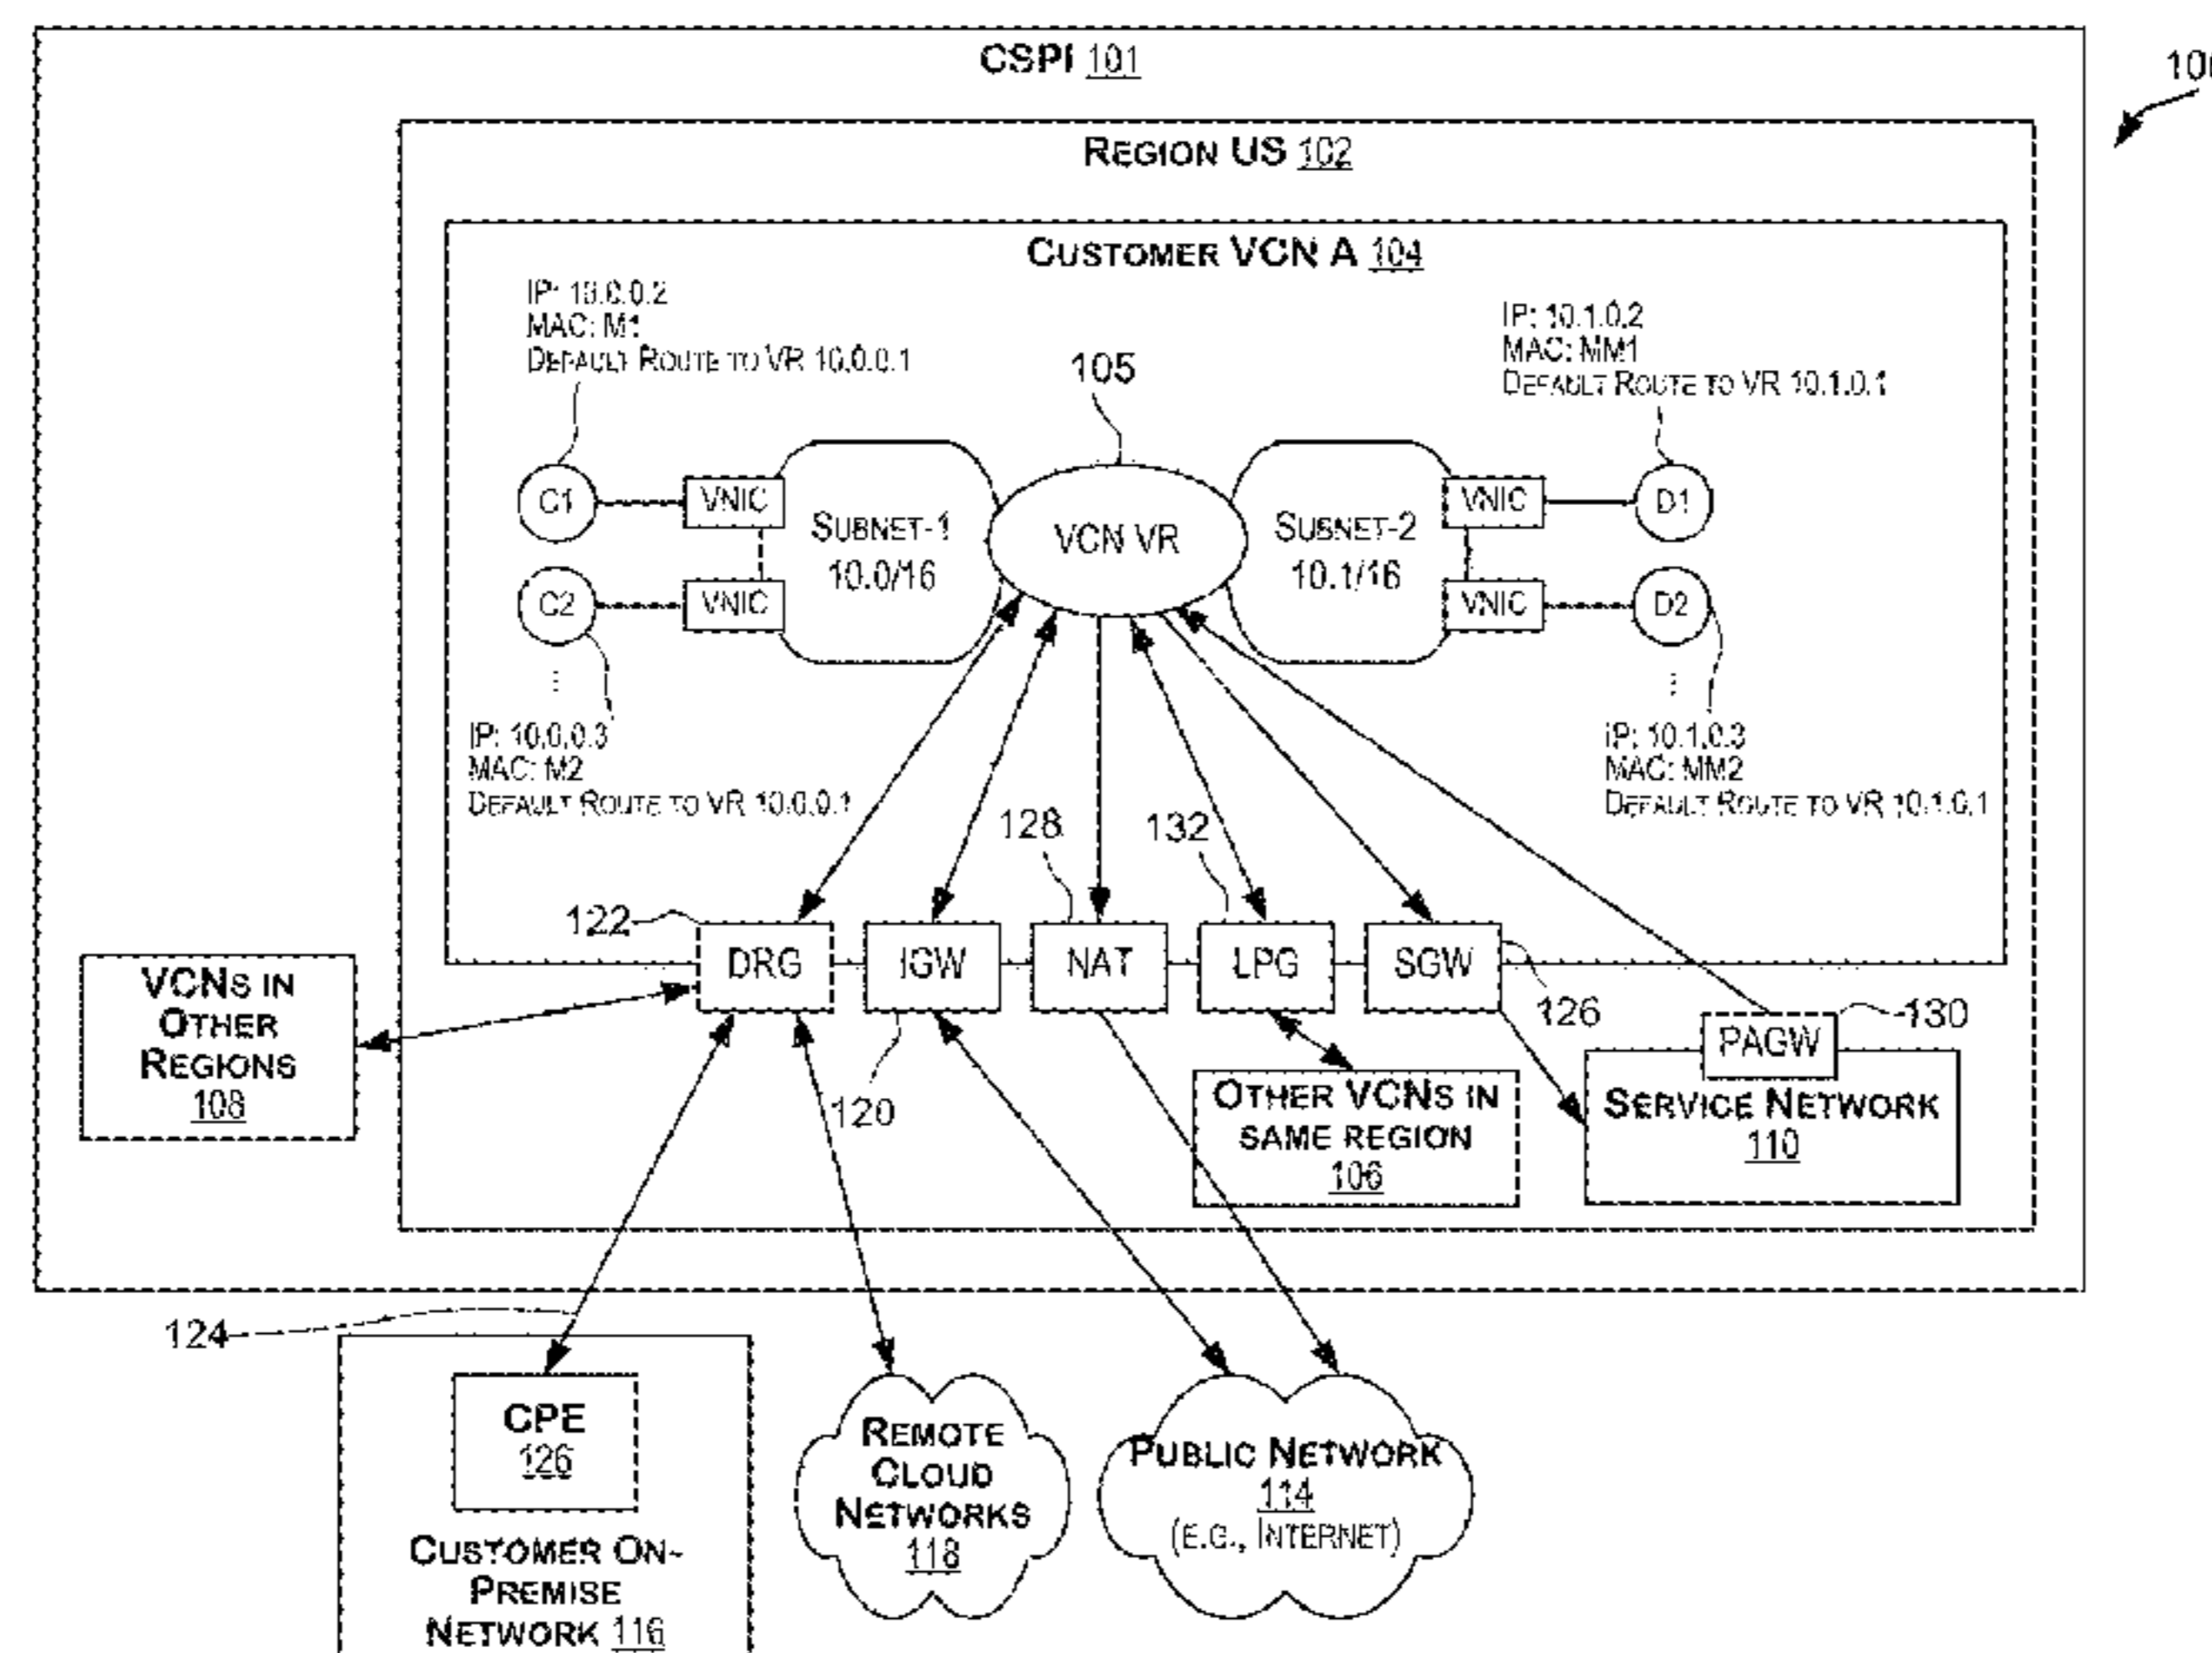 CSPI 101
100
REGION US 102
CUSTOMER VCN A 104
IP: 10.0.0.2
MAC: M1
DEFAULT ROUTE TO VR 10.0.0.1
IP: 10.1.0.2
MAC: MM1
DEFAULT ROUTE TO VR 10.1.0.1
105
C1
VNIC
SUBNET-1
10.0/16
VCN VR
SUBNET-2
10.1/16
VNIC
D1
C2
VNIC
VNIC
D2
⋮
⋮
IP: 10.0.0.3
MAC: M2
DEFAULT ROUTE TO VR 10.0.0.1
IP: 10.1.0.3
MAC: MM2
DEFAULT ROUTE TO VR 10.1.0.1
128
132
122
DRG
IGW
NAT
LPG
SGW
126
130
PAGW
VCNS IN
OTHER
REGIONS
108
120
OTHER VCNS IN
SAME REGION
106
SERVICE NETWORK
110
124
CPE
126
CUSTOMER ON-
PREMISE
NETWORK 116
REMOTE
CLOUD
NETWORKS
118
PUBLIC NETWORK
114
(E.G., INTERNET)